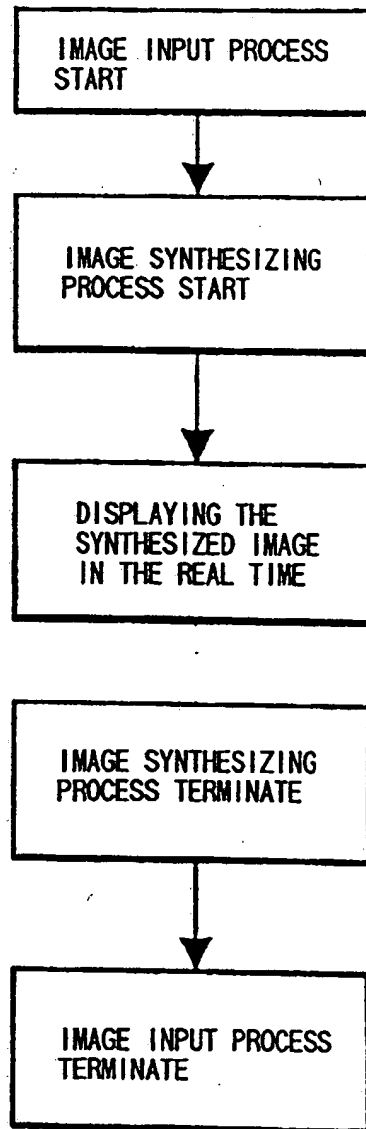 IMAGE INPUT PROCESS
START
IMAGE SYNTHESIZING
PROCESS START
DISPLAYING THE
SYNTHESIZED IMAGE
IN THE REAL TIME
IMAGE SYNTHESIZING
PROCESS TERMINATE
IMAGE INPUT PROCESS
TERMINATE